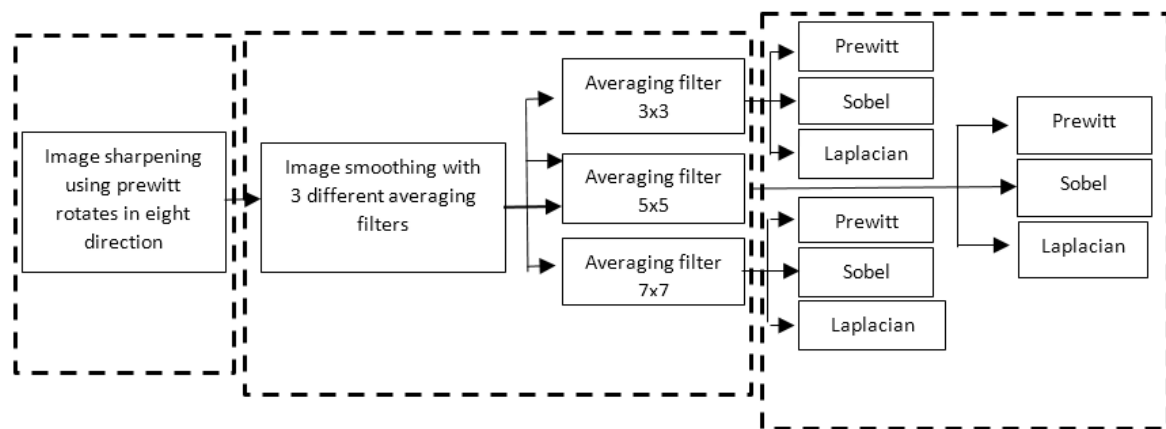 Image sharpening
using prewitt
rotates in eight
direction
Image smoothing with
3 different averaging
filters
Averaging filter
3x3
Averaging filter
5x5
Averaging filter
7x7
Prewitt
Sobel
Laplacian
Prewitt
Sobel
Laplacian
Prewitt
Sobel
Laplacian